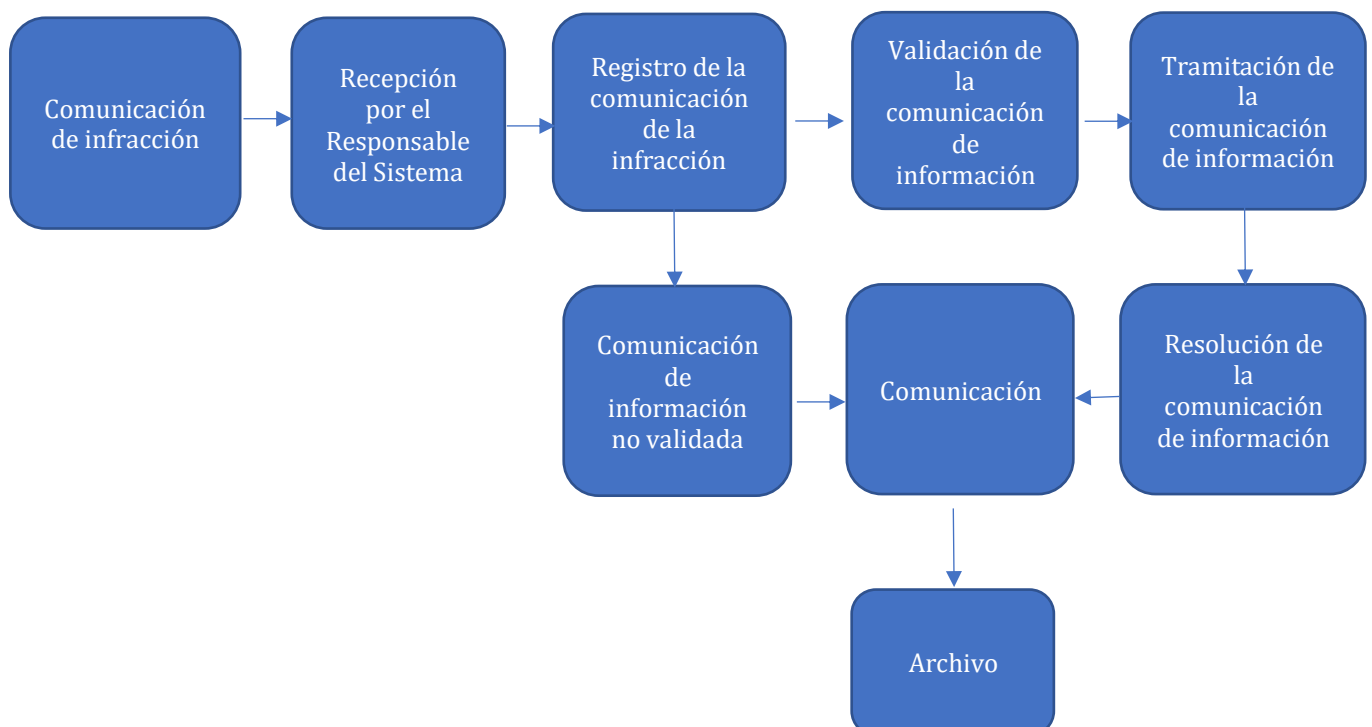 Comunicación
de infracción
Recepción
por el
Responsable
del Sistema
Registro de la
comunicación
de la
infracción
Validación de
la
comunicación
de
información
Tramitación de
la
comunicación
de información
Comunicación
de
información
no validada
Comunicación
Resolución de
la
comunicación
de información
Archivo